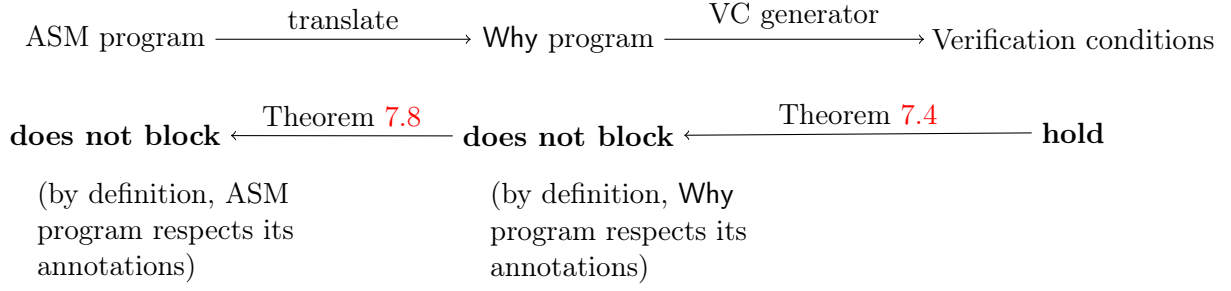 translate VC generator
ASM program Why program Verification conditions
Theorem 7.8 Theorem 7.4
does not block does not block hold
(by definition, ASM (by definition, Why
program respects its program respects its
annotations) annotations)